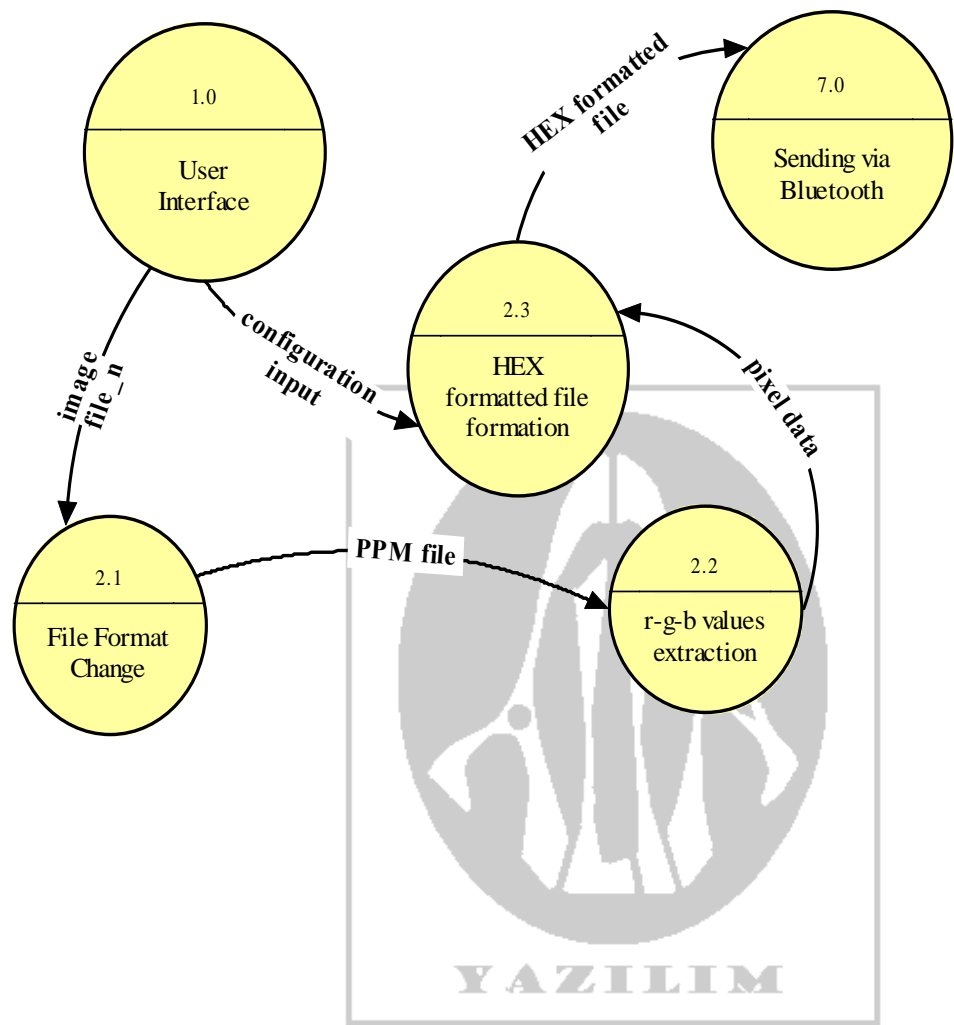 1.0
User
Interface
7.0
Sending via
Bluetooth
HEX formatted
file
2.3
HEX
formatted file
formation
configuration
input
image
file_n
pixel data
2.1
File Format
Change
PPM file
2.2
r-g-b values
extraction
YAZILIM